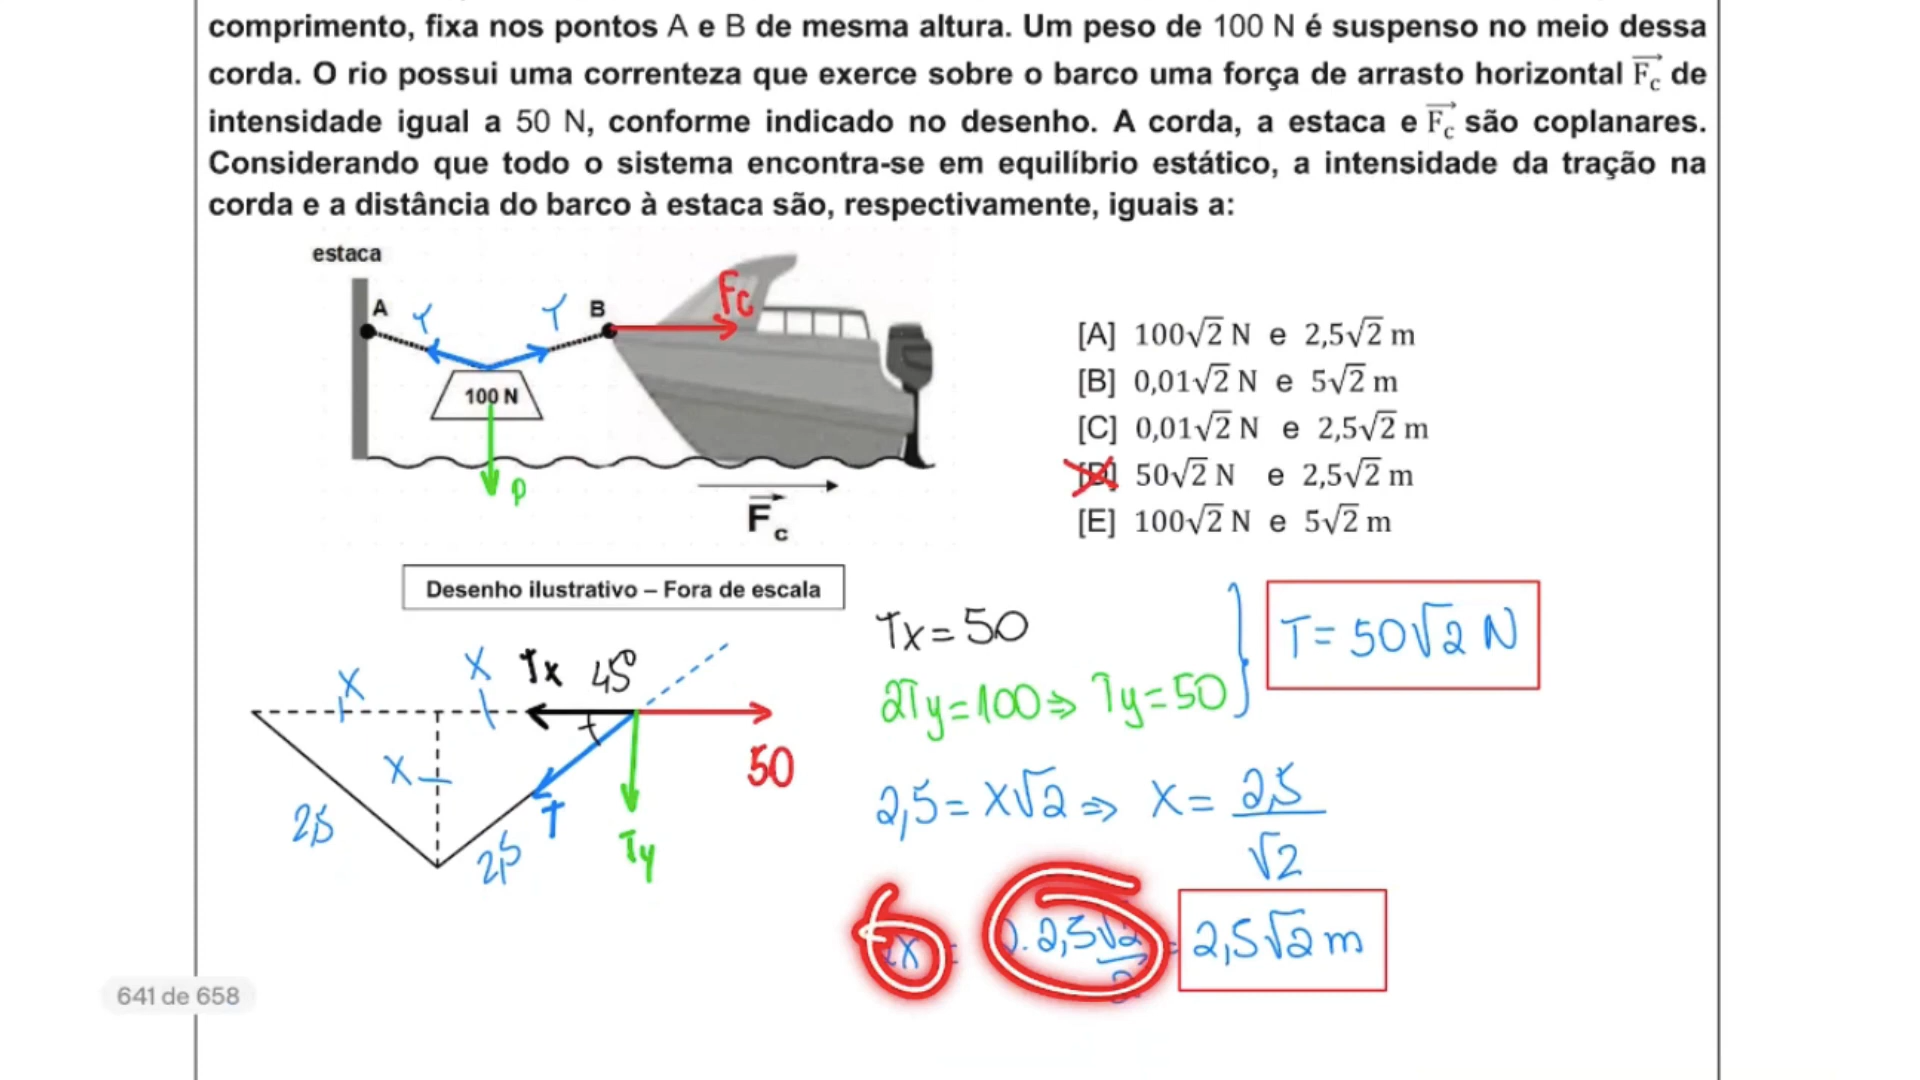 comprimento, fixa nos pontos A e B de mesma altura. Um peso de 100 N é suspenso no meio dessa
corda. O rio possui uma correnteza que exerce sobre o barco uma força de arrasto horizontal F⃗c de
intensidade igual a 50 N, conforme indicado no desenho. A corda, a estaca e F⃗c são coplanares.
Considerando que todo o sistema encontra-se em equilíbrio estático, a intensidade da tração na
corda e a distância do barco à estaca são, respectivamente, iguais a:
estaca
A T T B Fc
100 N
P
F⃗c
[A] 100√2 N e 2,5√2 m
[B] 0,01√2 N e 5√2 m
[C] 0,01√2 N e 2,5√2 m
[D] 50√2 N e 2,5√2 m
[E] 100√2 N e 5√2 m
Desenho ilustrativo – Fora de escala
x x Tx 45°
x
50
2,5 2,5 T Ty
Tx = 50
2Ty = 100 ⇒ Ty = 50
T = 50√2 N
2,5 = x√2 ⇒ x = 2,5/√2
x = . 2,5√2/2 = 2,5√2 m
641 de 658